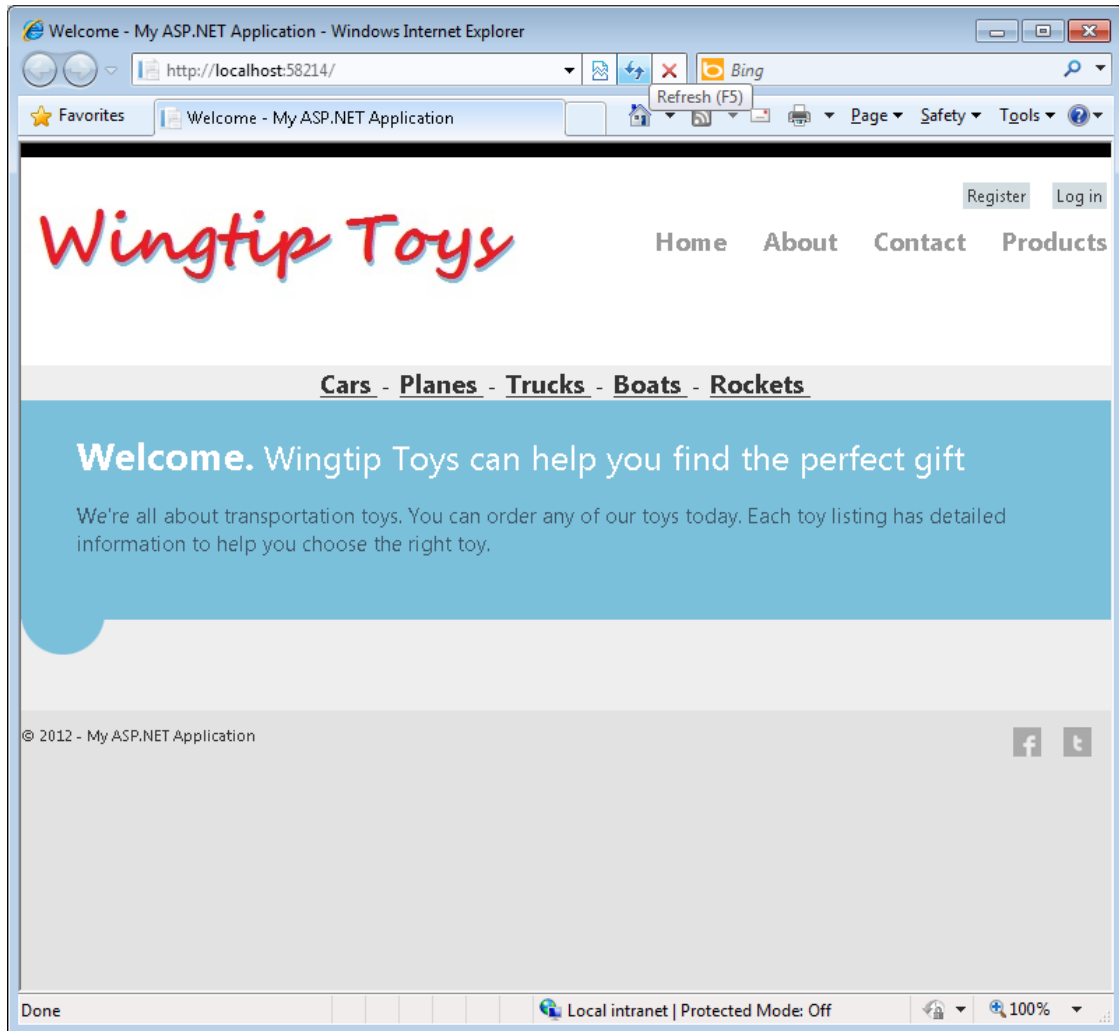 Welcome - My ASP.NET Application - Windows Internet Explorer
http://localhost:58214/
Bing
Refresh (F5)
Favorites
Welcome - My ASP.NET Application
Page
Safety
Tools
Register Log in
Wingtip Toys
Home About Contact Products
Cars - Planes - Trucks - Boats - Rockets
Welcome. Wingtip Toys can help you find the perfect gift
We're all about transportation toys. You can order any of our toys today. Each toy listing has detailed
information to help you choose the right toy.
© 2012 - My ASP.NET Application
Done
Local intranet | Protected Mode: Off
100%